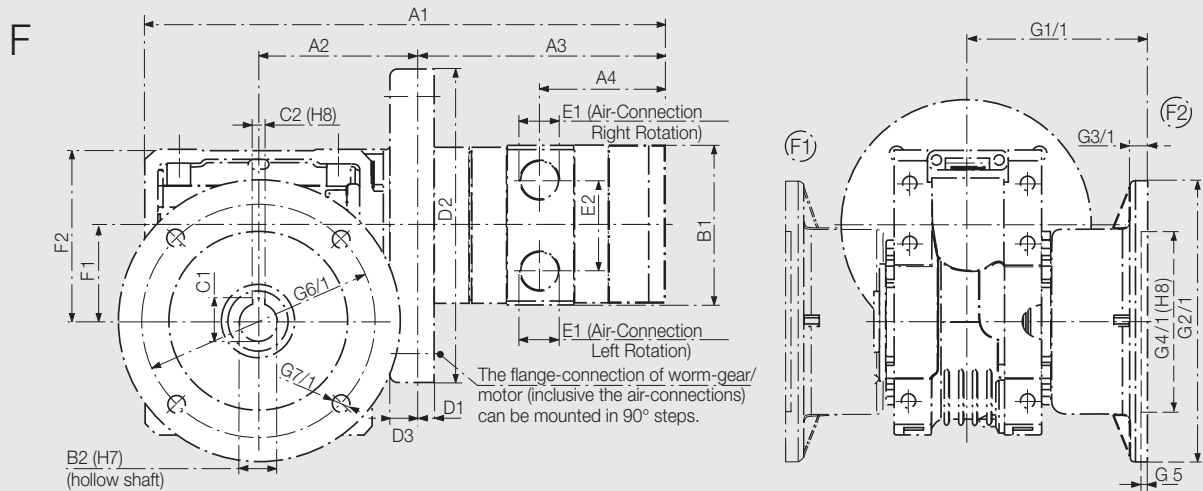 F
A1
A2
A3
A4
C2 (H8)
E1 (Air-Connection
Right Rotation)
D2
E2
B1
F2
F1
C1
G6/1
G7/1
E1 (Air-Connection
Left Rotation)
The flange-connection of worm-gear/
motor (inclusive the air-connections)
can be mounted in 90° steps.
D1
D3
B2 (H7)
(hollow shaft)
G1/1
F1
F2
G3/1
G4/1 (H8)
G2/1
G 5